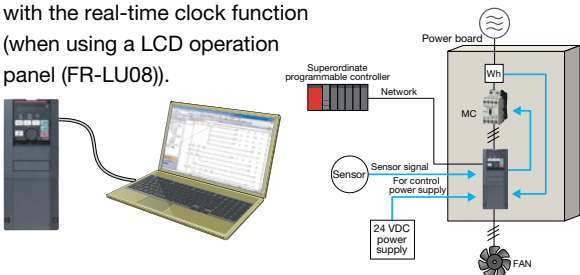 with the real-time clock function
(when using a LCD operation
panel (FR-LU08)).
Power board
Superordinate
programmable controller
Network
Wh
MC
Sensor
Sensor signal
For control
power supply
24 VDC
power
supply
FAN